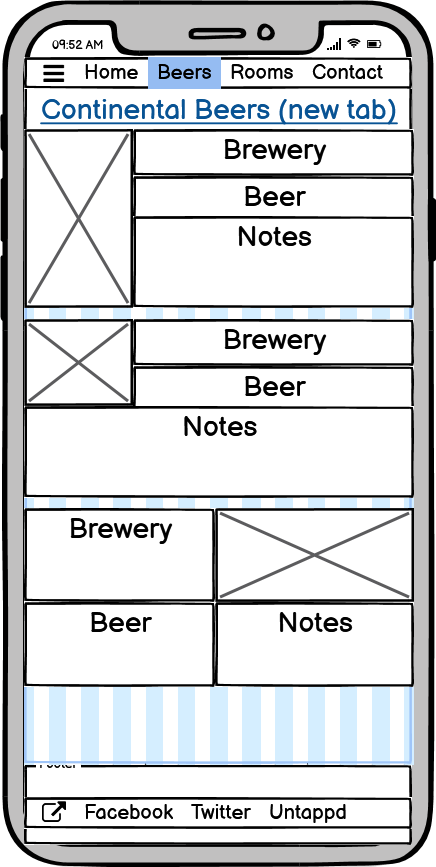 09:52 AM
Home Beers Rooms Contact
Continental Beers (new tab)
Brewery
Beer
Notes
Brewery
Beer
Notes
Brewery
Beer Notes
Footer
Facebook Twitter Untappd